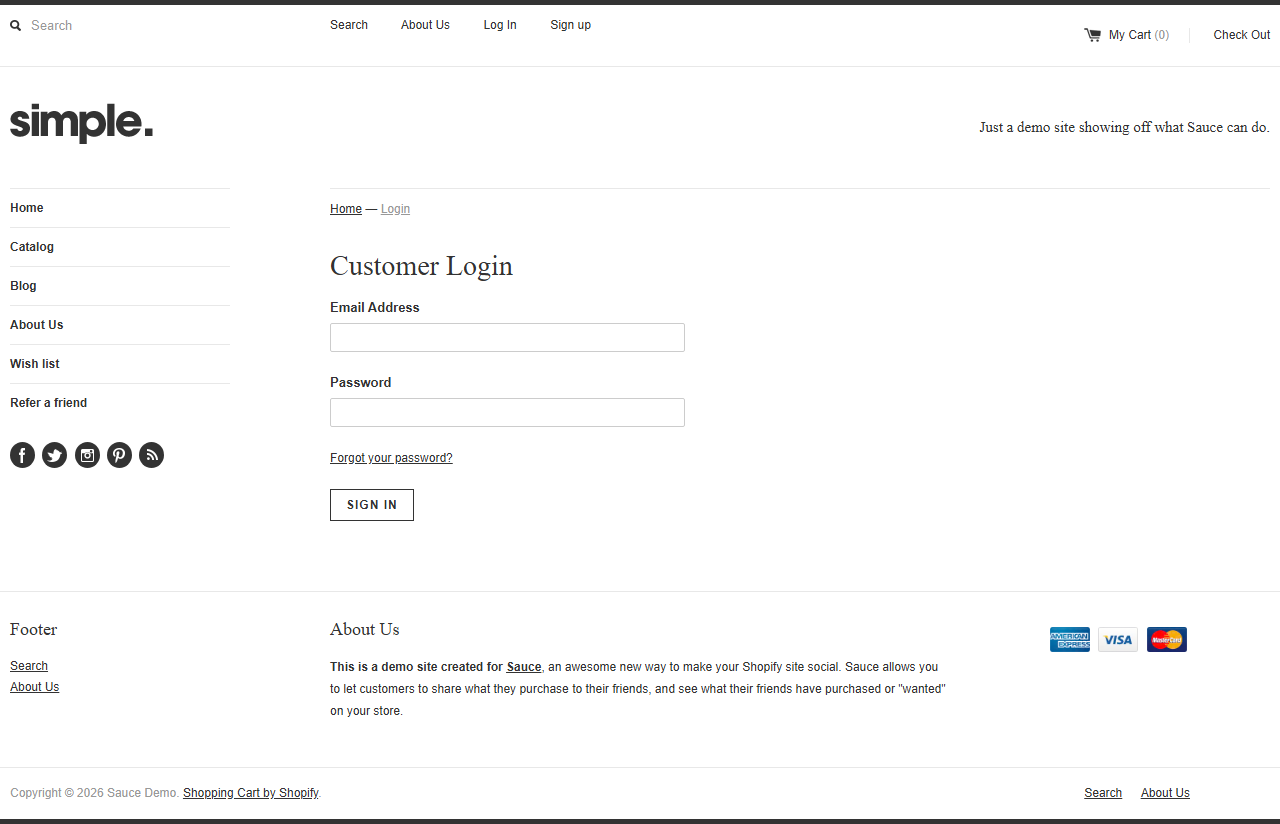 Search
Search About Us Log In Sign up
My Cart (0) Check Out
simple.
Just a demo site showing off what Sauce can do.
Home
Catalog
Blog
About Us
Wish list
Refer a friend
Home — Login
Customer Login
Email Address
Password
Forgot your password?
SIGN IN
Footer
Search
About Us
About Us
This is a demo site created for Sauce, an awesome new way to make your Shopify site social. Sauce allows you
to let customers to share what they purchase to their friends, and see what their friends have purchased or "wanted"
on your store.
AMERICAN EXPRESS
VISA
MasterCard
Copyright © 2026 Sauce Demo. Shopping Cart by Shopify.
Search About Us